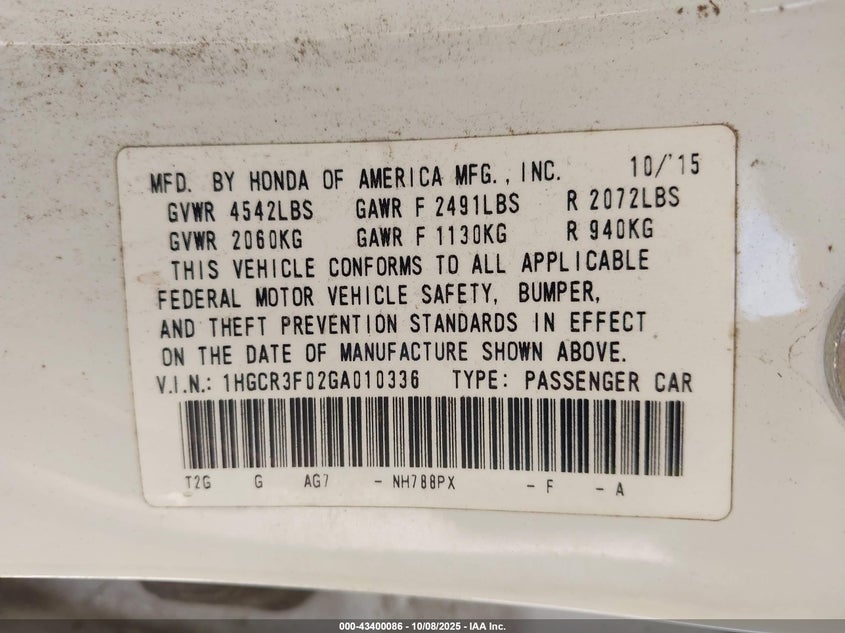 MFD. BY HONDA OF AMERICA MFG., INC. 10/'15
GVWR 4542LBS GAWR F 2491LBS R 2072LBS
GVWR 2060KG GAWR F 1130KG R 940KG
THIS VEHICLE CONFORMS TO ALL APPLICABLE
FEDERAL MOTOR VEHICLE SAFETY, BUMPER,
AND THEFT PREVENTION STANDARDS IN EFFECT
ON THE DATE OF MANUFACTURE SHOWN ABOVE.
V.I.N.: 1HGCR3F02GA010336 TYPE: PASSENGER CAR
T2G G AG7 - NH788PX - F - A
000-43400086 - 10/08/2025 - IAA Inc.